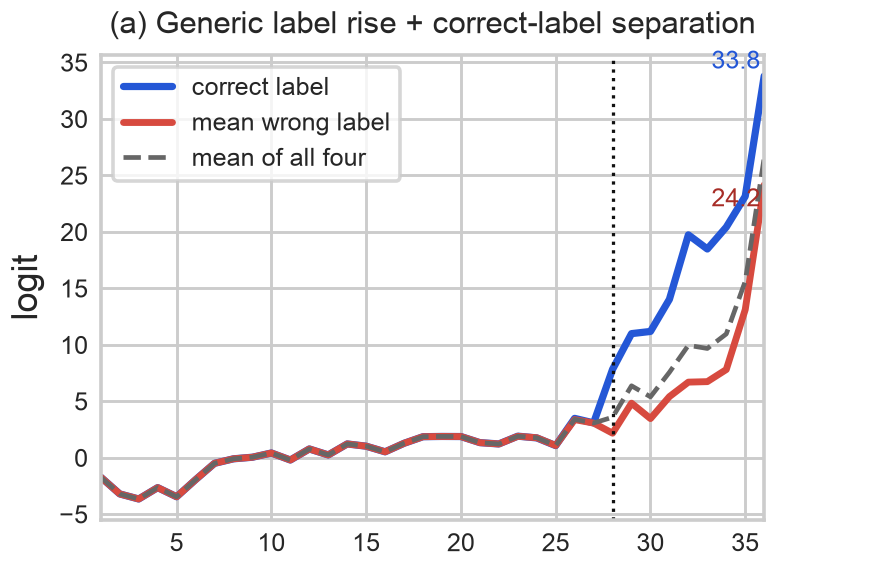 (a) Generic label rise + correct-label separation
correct label
mean wrong label
mean of all four
33.8
24.2
logit
35
30
25
20
15
10
5
0
−5
5 10 15 20 25 30 35